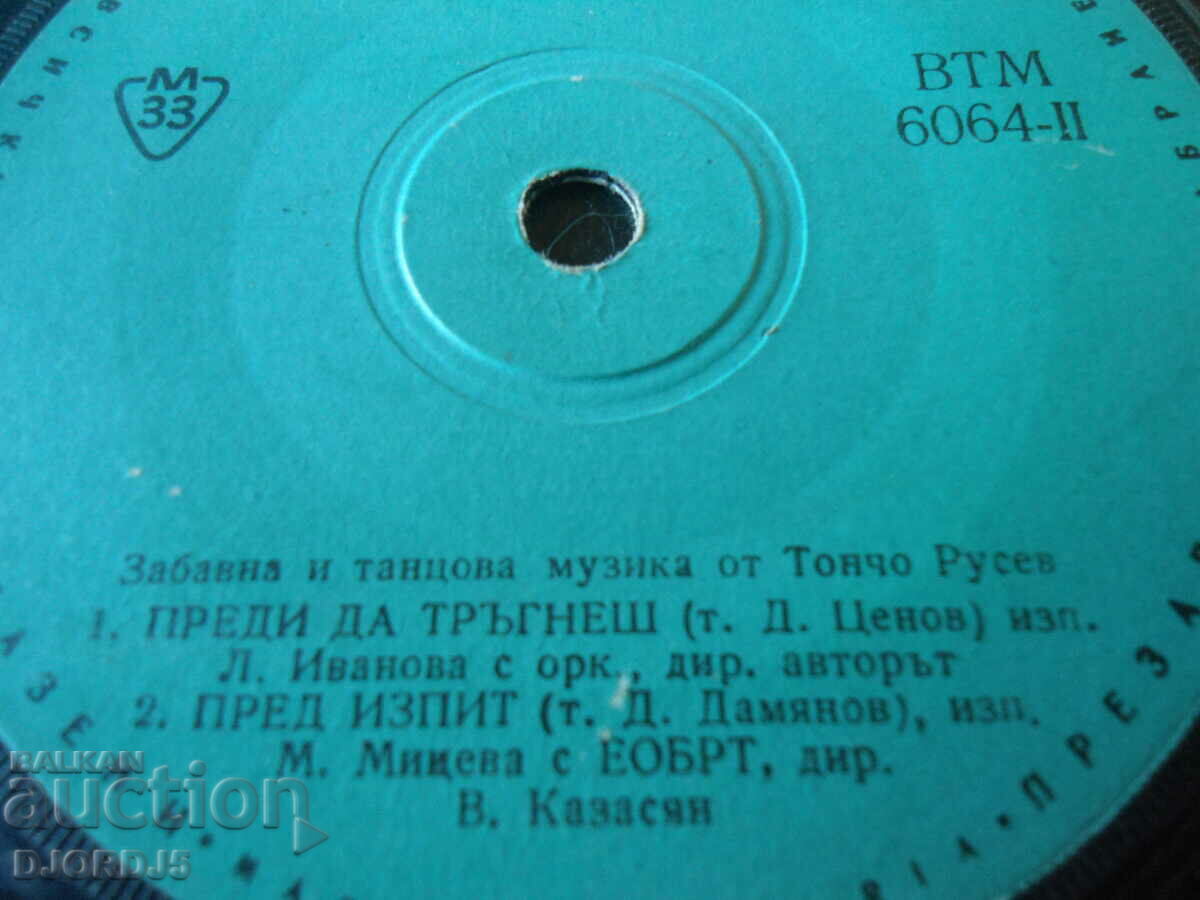 М
33
ВТМ
6064-II
Забавна и танцова музика от Тончо Русев
1. ПРЕДИ ДА ТРЪГНЕШ (т. Д. Ценов) изп.
Л. Иванова с орк., дир. авторът
2. ПРЕД ИЗПИТ (т. Д. Дамянов), изп.
М. Мицева с ЕОБРТ, дир.
В. Казасян
BALKAN
auction
DJORDJ5